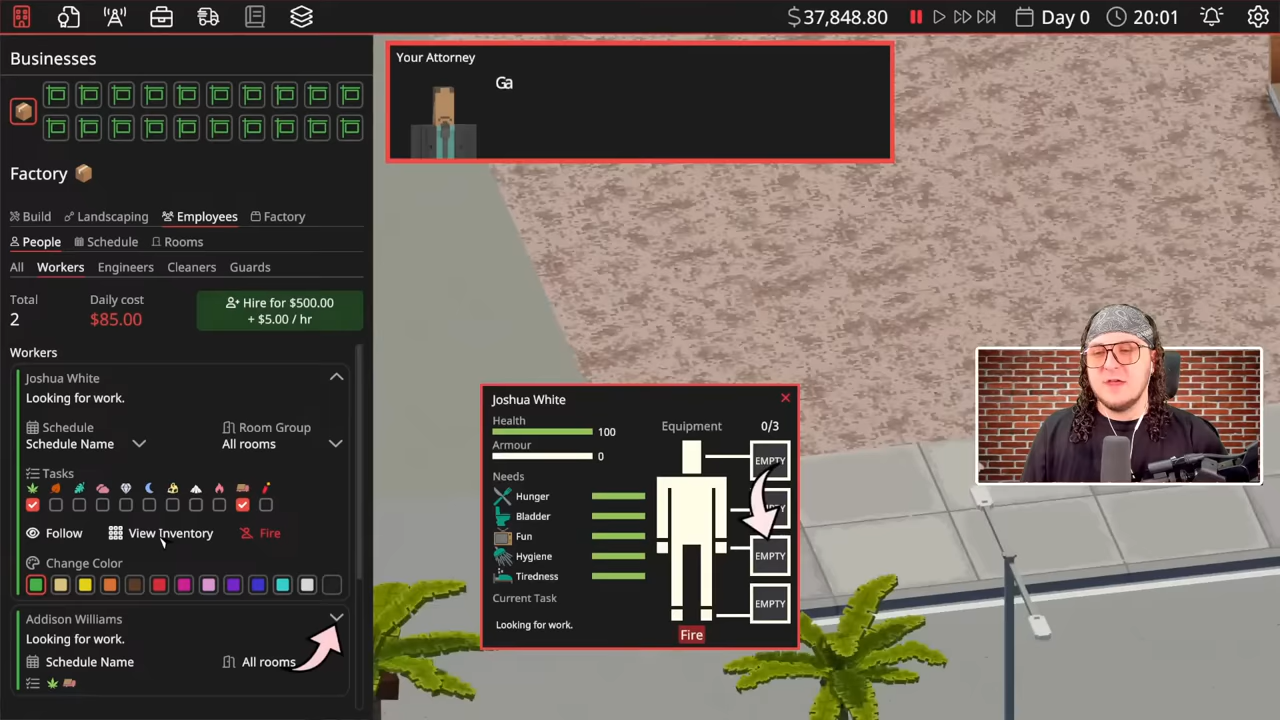 $37,848.80
Day 0
20:01
Businesses
Your Attorney
Ga
Factory
Build
Landscaping
Employees
Factory
People
Schedule
Rooms
All
Workers
Engineers
Cleaners
Guards
Total
2
Daily cost
$85.00
Hire for $500.00
+ $5.00 / hr
Workers
Joshua White
Looking for work.
Schedule
Schedule Name
Room Group
All rooms
Tasks
Follow
View Inventory
Fire
Change Color
Addison Williams
Looking for work.
Schedule Name
All rooms
Joshua White
Health
100
Armour
0
Needs
Hunger
Bladder
Fun
Hygiene
Tiredness
Current Task
Looking for work.
Equipment
0/3
EMPTY
EMPTY
EMPTY
Fire